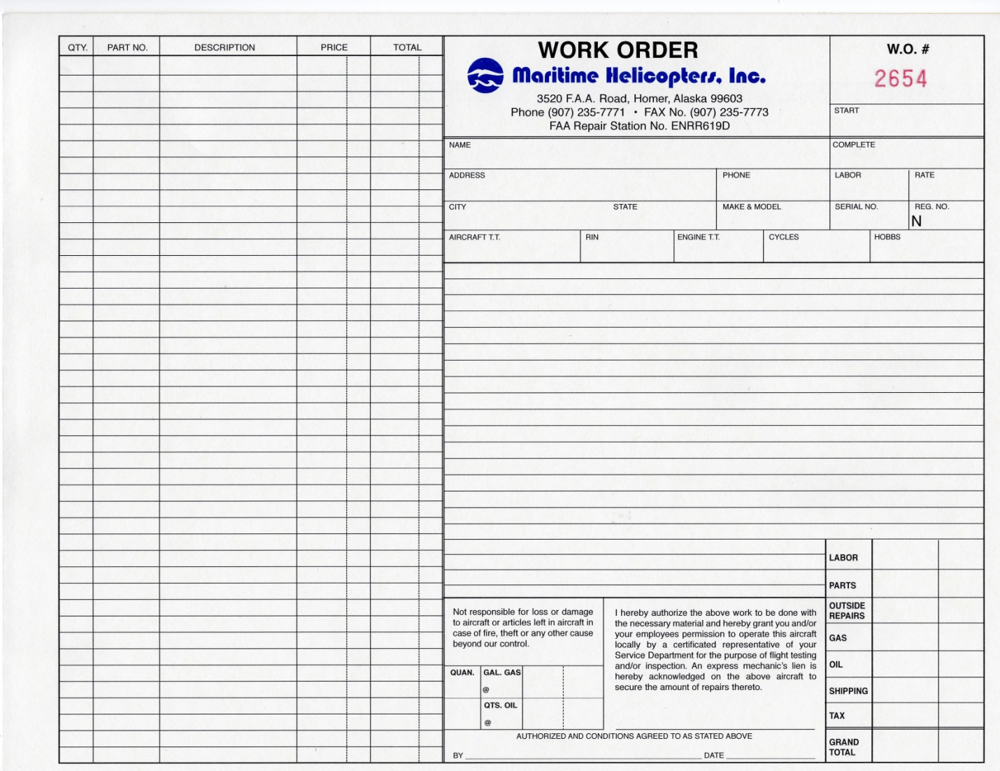 QTY. PART NO. DESCRIPTION PRICE TOTAL
WORK ORDER
Maritime Helicopters, Inc.
3520 F.A.A. Road, Homer, Alaska 99603
Phone (907) 235-7771 • FAX No. (907) 235-7773
FAA Repair Station No. ENRR619D
W.O. #
2654
START
NAME COMPLETE
ADDRESS PHONE LABOR RATE
CITY STATE MAKE & MODEL SERIAL NO. REG. NO.
N
AIRCRAFT T.T. RIN ENGINE T.T. CYCLES HOBBS
LABOR
PARTS
OUTSIDE
REPAIRS
GAS
OIL
SHIPPING
TAX
GRAND
TOTAL
Not responsible for loss or damage
to aircraft or articles left in aircraft in
case of fire, theft or any other cause
beyond our control.
QUAN. GAL. GAS
@
QTS. OIL
@
I hereby authorize the above work to be done with
the necessary material and hereby grant you and/or
your employees permission to operate this aircraft
locally by a certificated representative of your
Service Department for the purpose of flight testing
and/or inspection. An express mechanic's lien is
hereby acknowledged on the above aircraft to
secure the amount of repairs thereto.
AUTHORIZED AND CONDITIONS AGREED TO AS STATED ABOVE
BY DATE